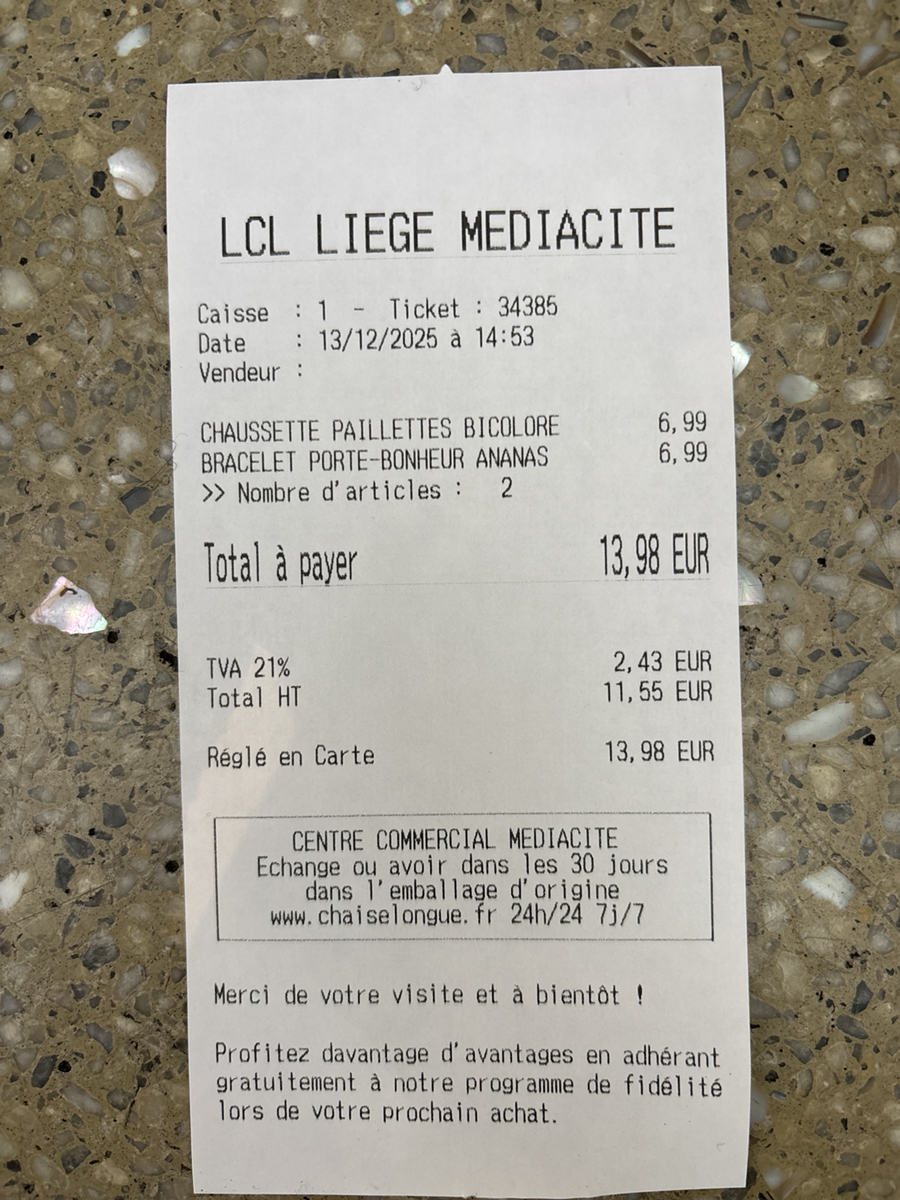 LCL LIEGE MEDIACITE
Caisse : 1 - Ticket : 34385
Date : 13/12/2025 à 14:53
Vendeur :
CHAUSSETTE PAILLETTES BICOLORE 6,99
BRACELET PORTE-BONHEUR ANANAS 6,99
>> Nombre d'articles : 2
Total à payer 13,98 EUR
TVA 21% 2,43 EUR
Total HT 11,55 EUR
Réglé en Carte 13,98 EUR
CENTRE COMMERCIAL MEDIACITE
Echange ou avoir dans les 30 jours
dans l'emballage d'origine
www.chaiselongue.fr 24h/24 7j/7
Merci de votre visite et à bientôt !
Profitez davantage d'avantages en adhérant
gratuitement à notre programme de fidélité
lors de votre prochain achat.